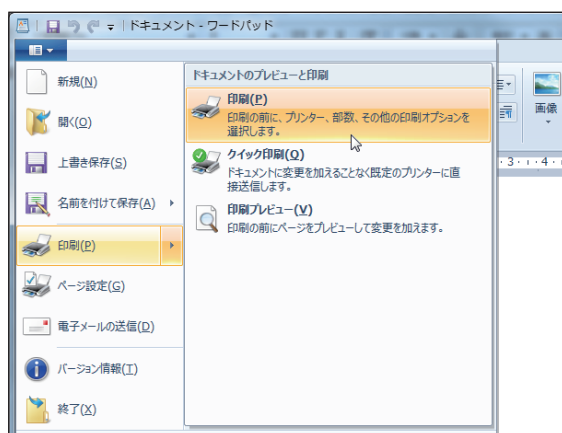 ドキュメント - ワードパッド
新規(N)
開く(O)
上書き保存(S)
名前を付けて保存(A)
印刷(P)
ページ設定(G)
電子メールの送信(D)
バージョン情報(T)
終了(X)
ドキュメントのプレビューと印刷
印刷(P)
印刷の前に、プリンター、部数、その他の印刷オプションを
選択します。
クイック印刷(Q)
ドキュメントに変更を加えることなく既定のプリンターに直
接送信します。
印刷プレビュー(V)
印刷の前にページをプレビューして変更を加えます。
画像
3 4